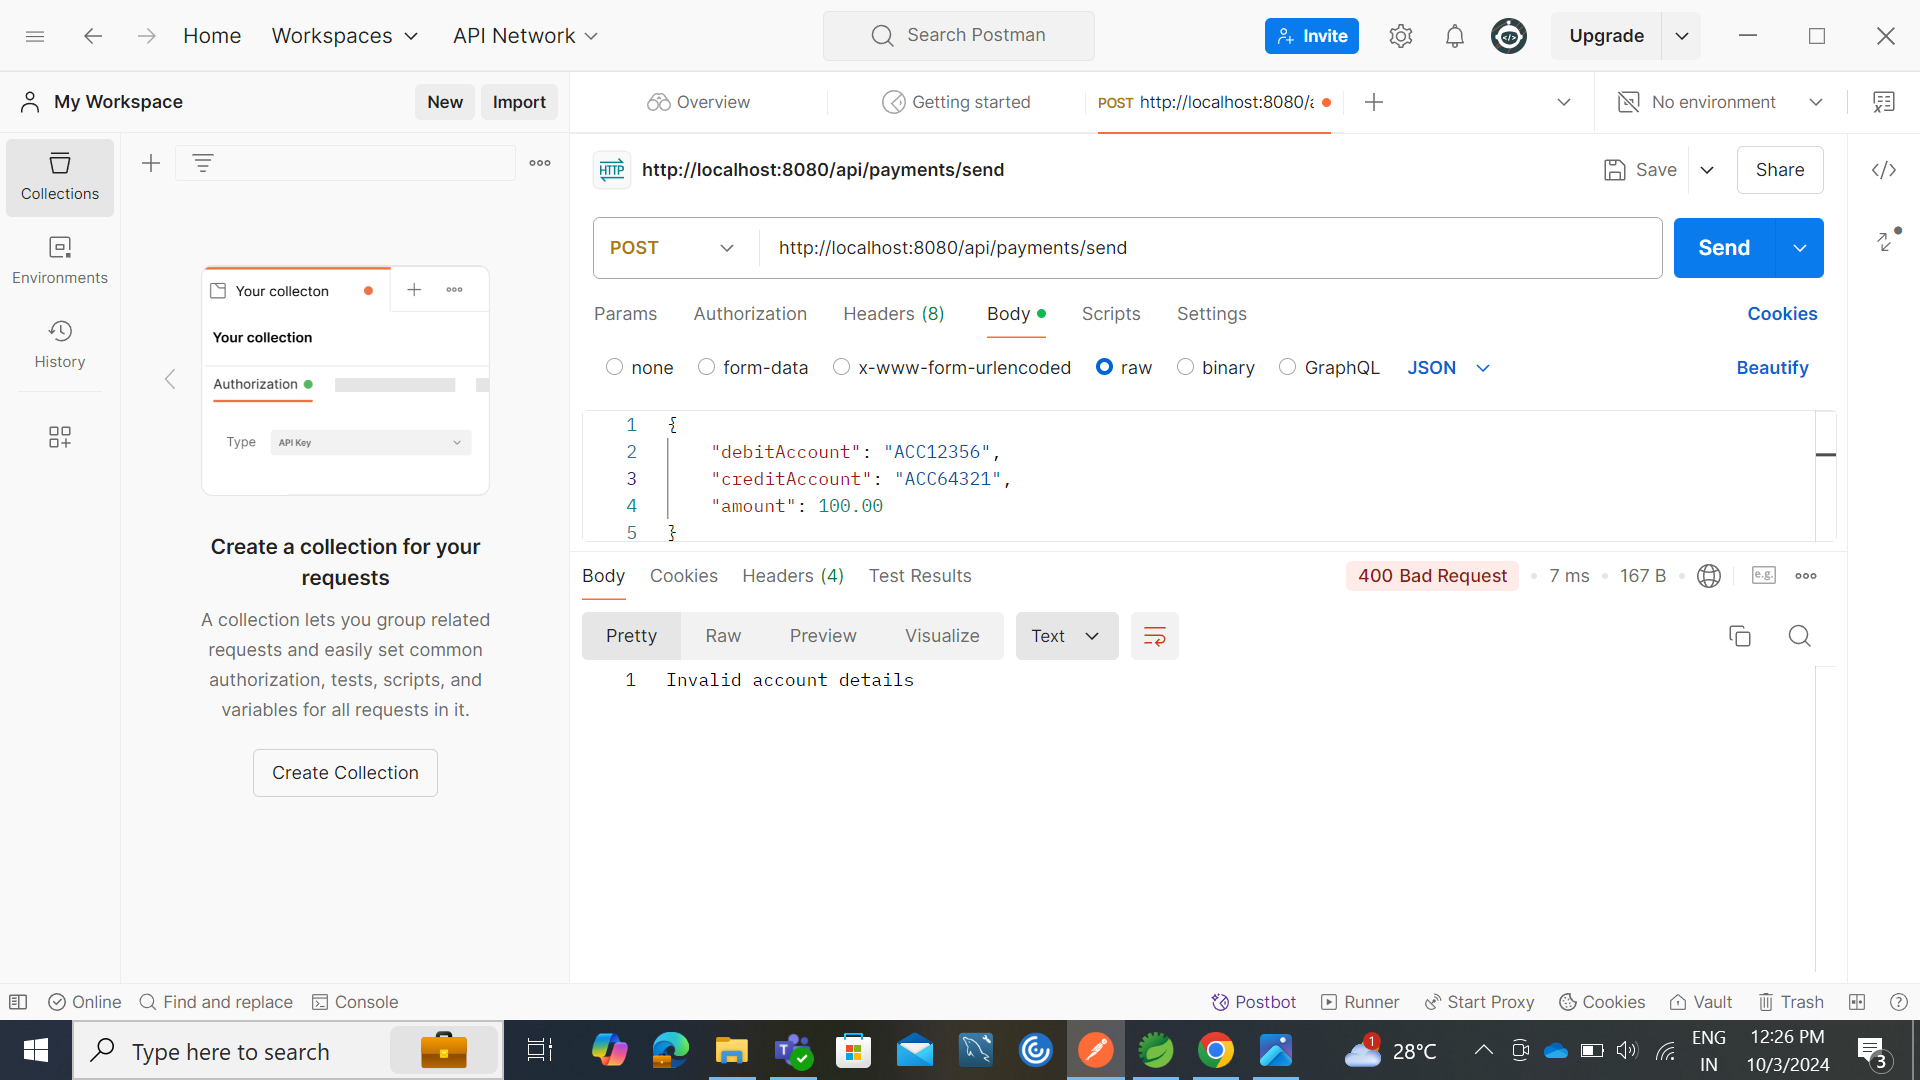 Home Workspaces API Network Search Postman Invite Upgrade
My Workspace New Import Overview Getting started POST http://localhost:8080/a No environment
http://localhost:8080/api/payments/send Save Share
Collections
Environments
History
Your collecton
Your collection
Authorization
Type API Key
Create a collection for your
requests
A collection lets you group related
requests and easily set common
authorization, tests, scripts, and
variables for all requests in it.
Create Collection
HTTP
POST http://localhost:8080/api/payments/send Send
Params Authorization Headers (8) Body Scripts Settings Cookies
none form-data x-www-form-urlencoded raw binary GraphQL JSON Beautify
1 {
2 "debitAccount": "ACC12356",
3 "creditAccount": "ACC64321",
4 "amount": 100.00
5 }
Body Cookies Headers (4) Test Results 400 Bad Request 7 ms 167 B e.g.
Pretty Raw Preview Visualize Text
1 Invalid account details
Online Find and replace Console Postbot Runner Start Proxy Cookies Vault Trash
Type here to search 1 28°C ENG 12:26 PM
IN 10/3/2024 3